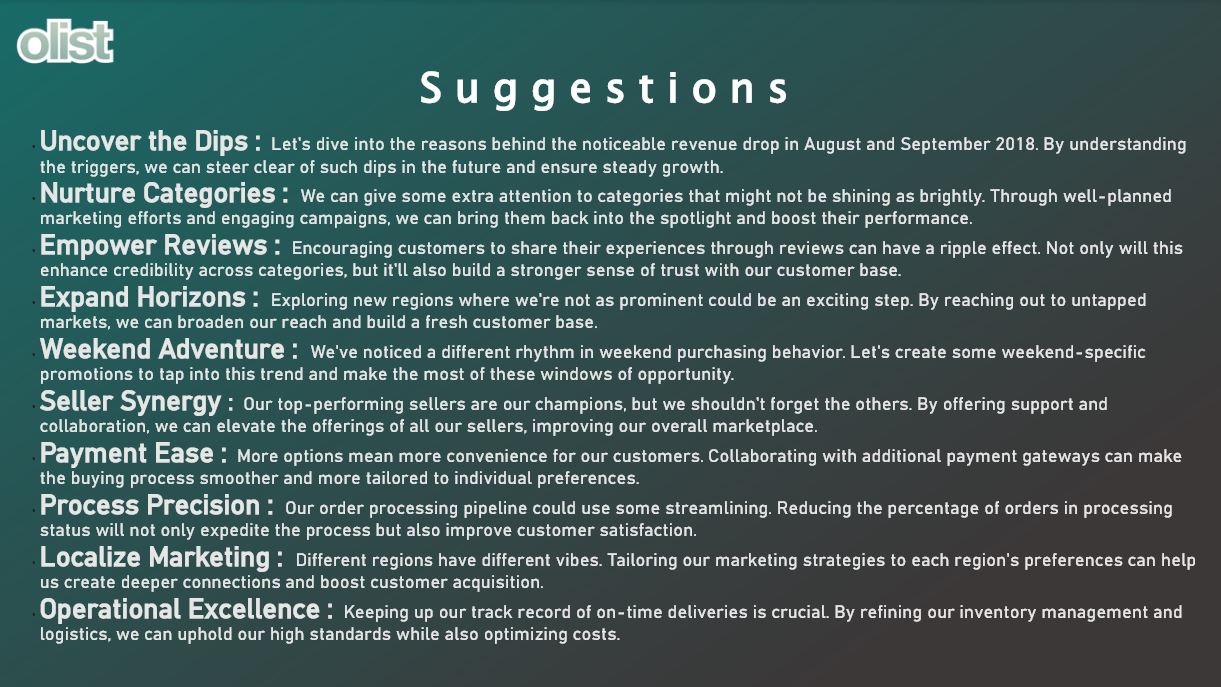 olist
Suggestions
Uncover the Dips : Let's dive into the reasons behind the noticeable revenue drop in August and September 2018. By understanding
the triggers, we can steer clear of such dips in the future and ensure steady growth.
Nurture Categories : We can give some extra attention to categories that might not be shining as brightly. Through well-planned
marketing efforts and engaging campaigns, we can bring them back into the spotlight and boost their performance.
Empower Reviews : Encouraging customers to share their experiences through reviews can have a ripple effect. Not only will this
enhance credibility across categories, but it'll also build a stronger sense of trust with our customer base.
Expand Horizons : Exploring new regions where we're not as prominent could be an exciting step. By reaching out to untapped
markets, we can broaden our reach and build a fresh customer base.
Weekend Adventure : We've noticed a different rhythm in weekend purchasing behavior. Let's create some weekend-specific
promotions to tap into this trend and make the most of these windows of opportunity.
Seller Synergy : Our top-performing sellers are our champions, but we shouldn't forget the others. By offering support and
collaboration, we can elevate the offerings of all our sellers, improving our overall marketplace.
Payment Ease : More options mean more convenience for our customers. Collaborating with additional payment gateways can make
the buying process smoother and more tailored to individual preferences.
Process Precision : Our order processing pipeline could use some streamlining. Reducing the percentage of orders in processing
status will not only expedite the process but also improve customer satisfaction.
Localize Marketing : Different regions have different vibes. Tailoring our marketing strategies to each region's preferences can help
us create deeper connections and boost customer acquisition.
Operational Excellence : Keeping up our track record of on-time deliveries is crucial. By refining our inventory management and
logistics, we can uphold our high standards while also optimizing costs.